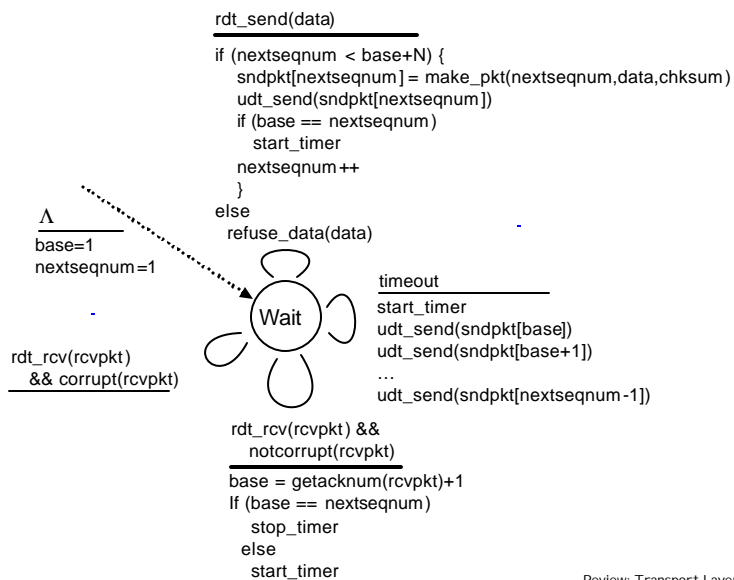 rdt_send(data)
if (nextseqnum < base+N) {
sndpkt[nextseqnum] = make_pkt(nextseqnum,data,chksum)
udt_send(sndpkt[nextseqnum])
if (base == nextseqnum)
start_timer
nextseqnum++
}
else
refuse_data(data)
Λ
base=1
nextseqnum=1
Wait
timeout
start_timer
udt_send(sndpkt[base])
udt_send(sndpkt[base+1])
…
udt_send(sndpkt[nextseqnum-1])
rdt_rcv(rcvpkt)
&& corrupt(rcvpkt)
rdt_rcv(rcvpkt) &&
notcorrupt(rcvpkt)
base = getacknum(rcvpkt)+1
If (base == nextseqnum)
stop_timer
else
start_timer
Review: Transport Layer